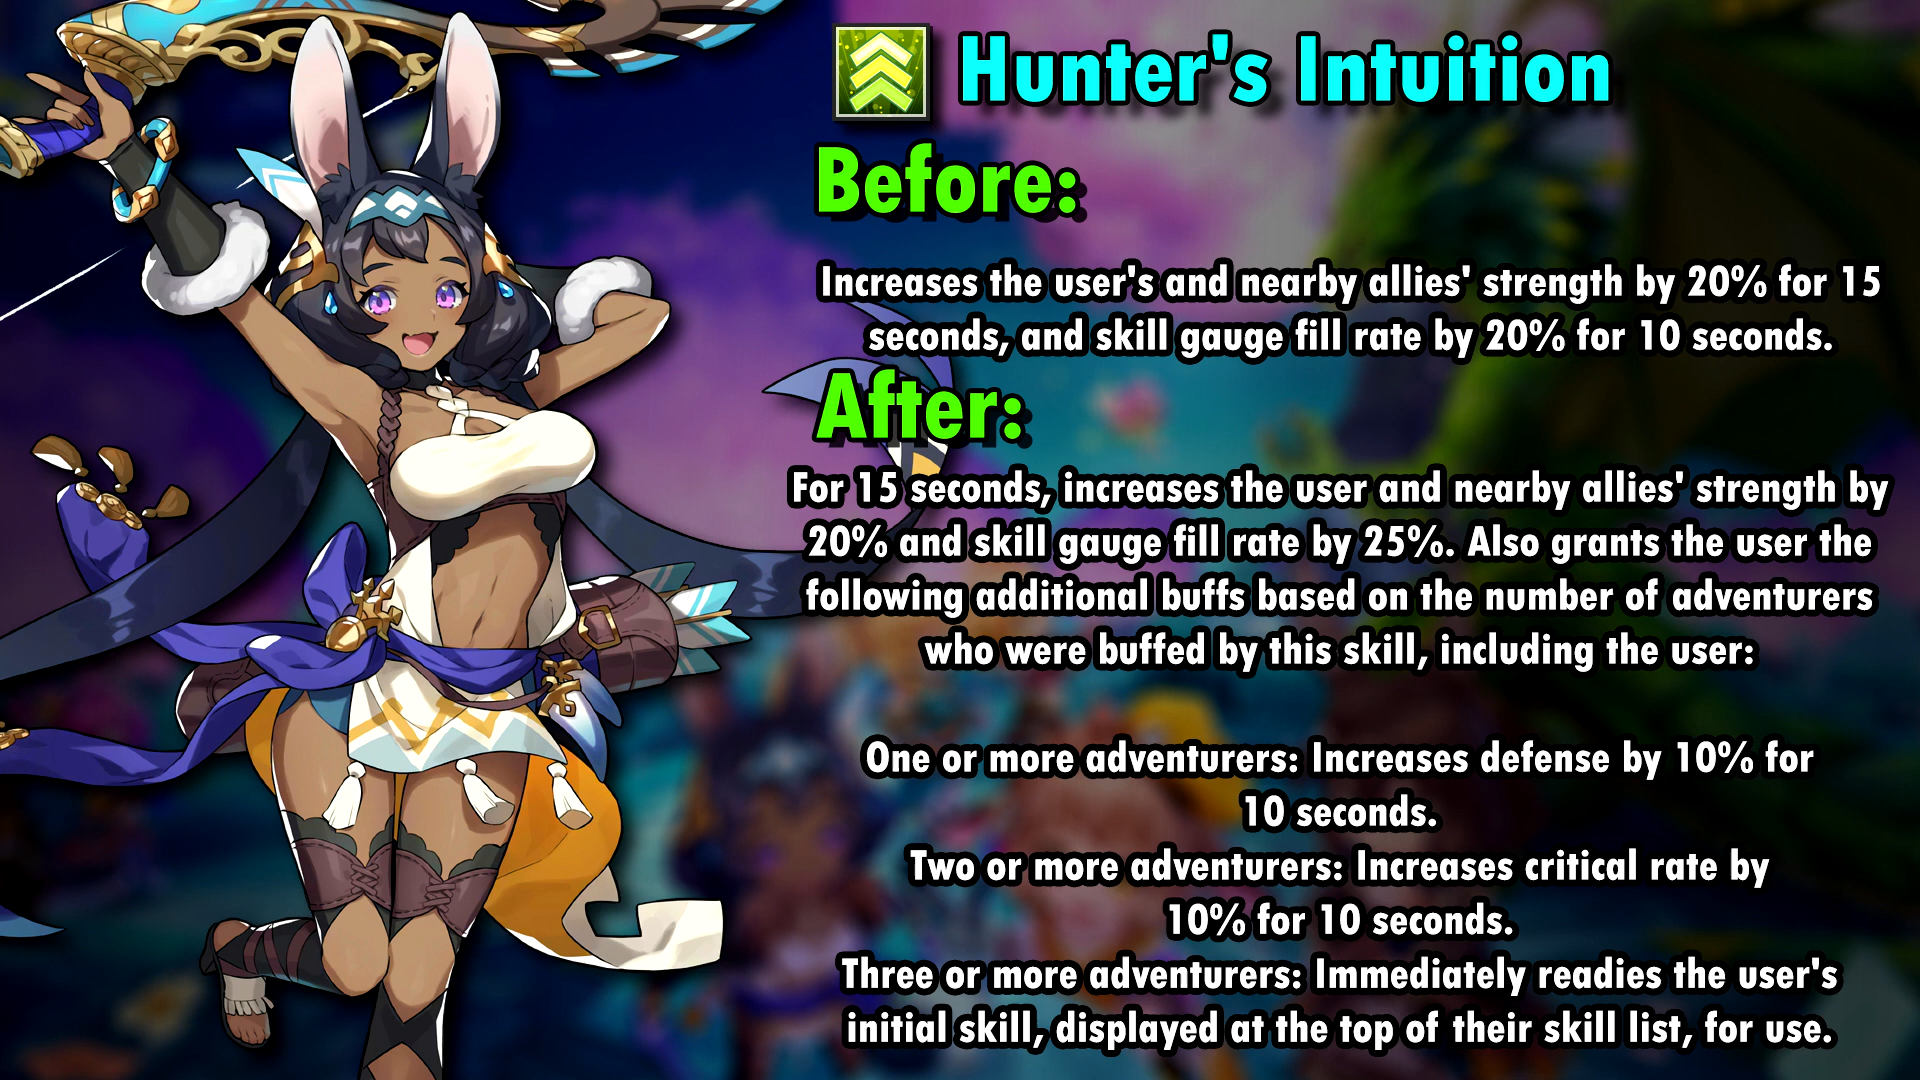 Hunter's Intuition
Before:
Increases the user's and nearby allies' strength by 20% for 15
seconds, and skill gauge fill rate by 20% for 10 seconds.
After:
For 15 seconds, increases the user and nearby allies' strength by
20% and skill gauge fill rate by 25%. Also grants the user the
following additional buffs based on the number of adventurers
who were buffed by this skill, including the user:
One or more adventurers: Increases defense by 10% for
10 seconds.
Two or more adventurers: Increases critical rate by
10% for 10 seconds.
Three or more adventurers: Immediately readies the user's
initial skill, displayed at the top of their skill list, for use.